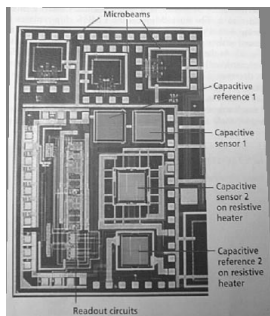 Microbeams
Capacitive
reference 1
Capacitive
sensor 1
Capacitive
sensor 2
on resistive
heater
Capacitive
reference 2
on resistive
heater
Readout circuits